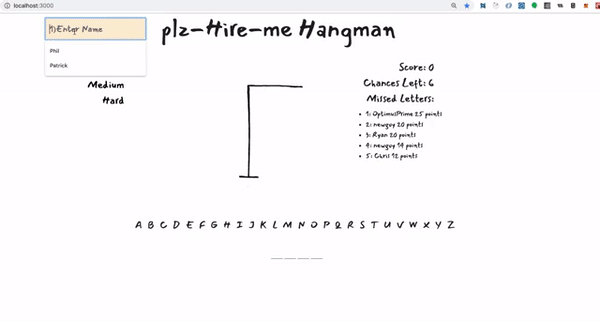 localhost:3000
1) Enter Name
plz-Hire-me Hangman
Phil
Patrick
Medium
Hard
Score: 0
Chances Left: 6
Missed Letters:
1: OptimusPrime 25 points
2: newguy 20 points
3: Ryan 20 points
4: newguy 14 points
5: Chris 12 points
A B C D E F G H I J K L M N O P Q R S T U V W X Y Z